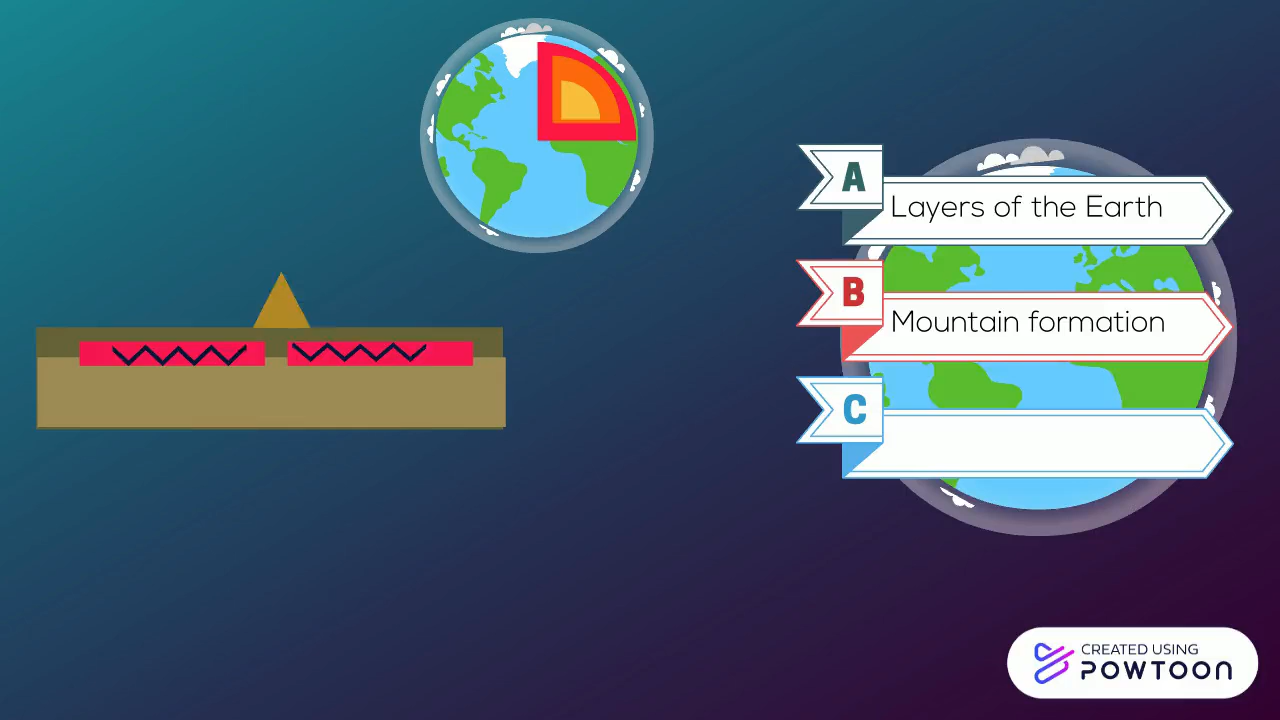 A
Layers of the Earth
B
Mountain formation
C
CREATED USING
POWTOON